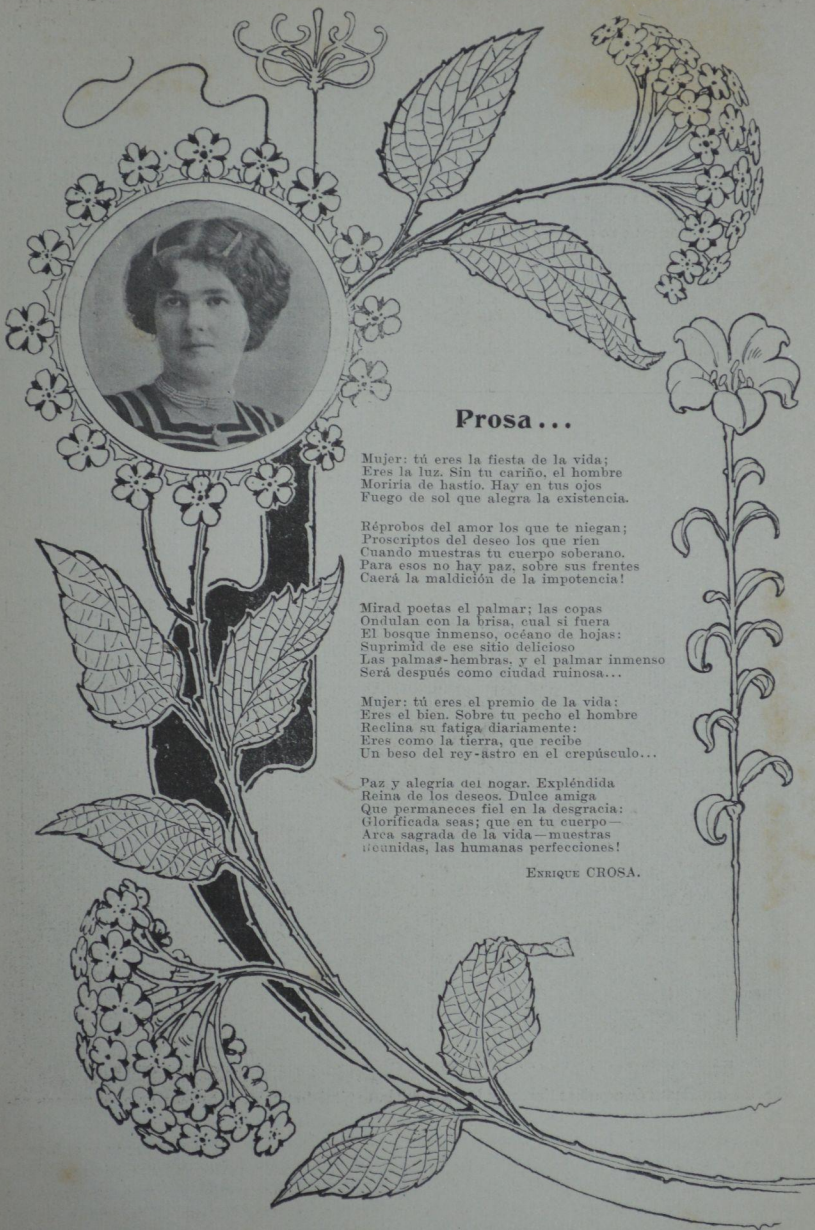 Prosa...
Mujer: tú eres la fiesta de la vida;
Eres la luz. Sin tu cariño, el hombre
Moriría de hastío. Hay en tus ojos
Fuego de sol que alegra la existencia.
Réprobos del amor los que te niegan;
Proscriptos del deseo los que ríen
Cuando muestras tu cuerpo soberano.
Para esos no hay paz, sobre sus frentes
Caerá la maldición de la impotencia!
Mirad poetas el palmar; las copas
Ondulan con la brisa, cual si fuera
El bosque inmenso, océano de hojas:
Suprimid de ese sitio delicioso
Las palmas-hembras, y el palmar inmenso
Será después como ciudad ruinosa...
Mujer: tú eres el premio de la vida:
Eres el bien. Sobre tu pecho el hombre
Reclina su fatiga diariamente:
Eres como la tierra, que recibe
Un beso del rey-astro en el crepúsculo...
Paz y alegría del hogar. Expléndida
Reina de los deseos. Dulce amiga
Que permaneces fiel en la desgracia:
Glorificada seas; que en tu cuerpo—
Arca sagrada de la vida—muestras
Reunidas, las humanas perfecciones!
ENRIQUE CROSA.